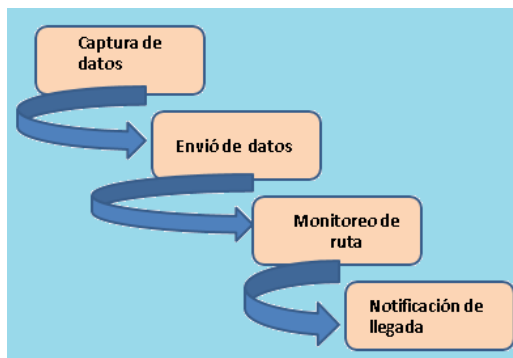 Captura de
datos
Envió de datos
Monitoreo de
ruta
Notificación de
llegada